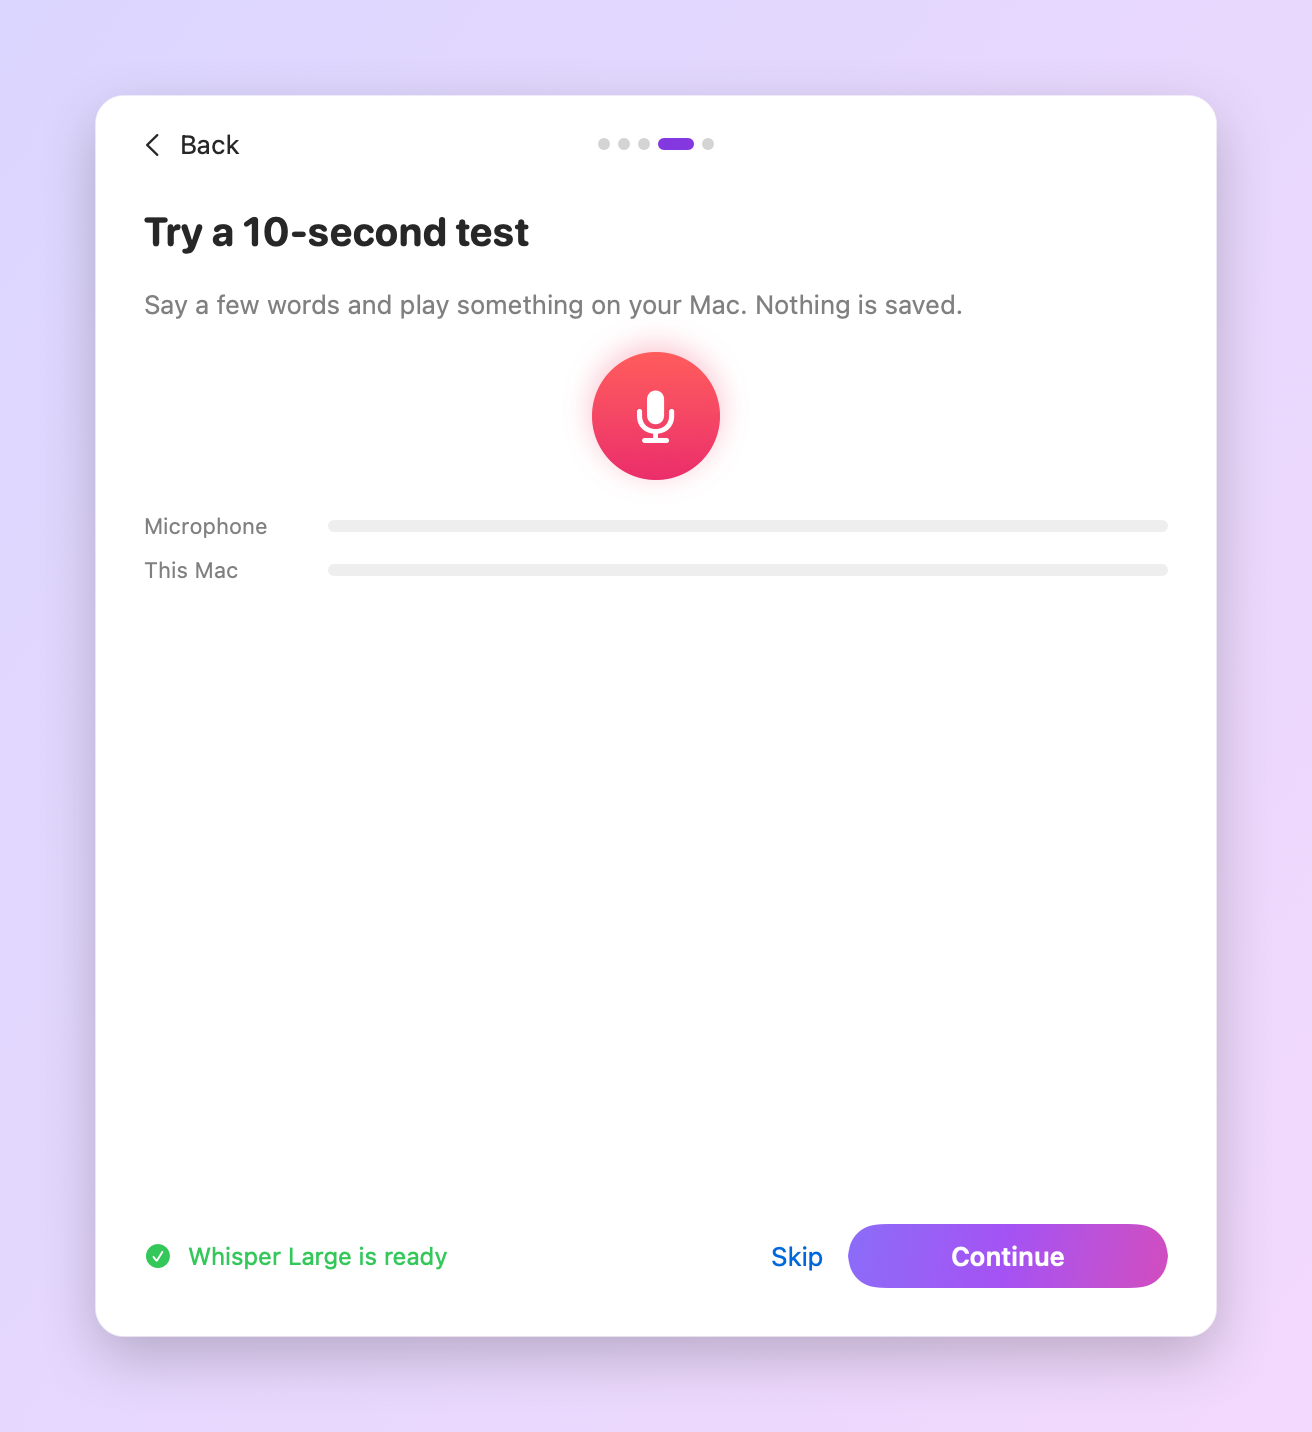 Back
Try a 10-second test
Say a few words and play something on your Mac. Nothing is saved.
Microphone
This Mac
Whisper Large is ready
Skip
Continue